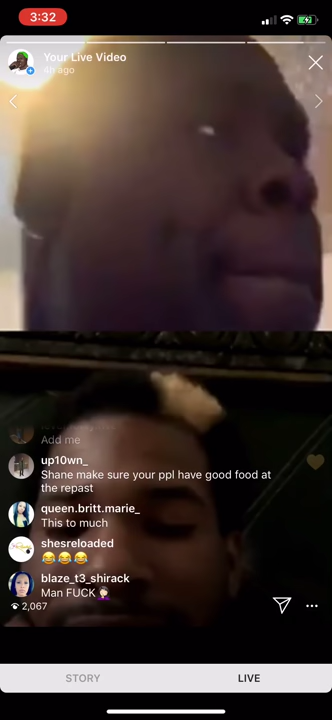 3:32
Your Live Video
4h ago
Add me
up10wn_
Shane make sure your ppl have good food at
the repast
queen.britt.marie_
This to much
shesreloaded
😂😂😂
blaze_t3_shirack
Man FUCK🤦🏻‍♀️
2,067
STORY
LIVE